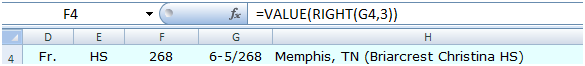 F4 fx =VALUE(RIGHT(G4,3))
D E F G H
4 Fr. HS 268 6-5/268 Memphis, TN (Briarcrest Christina HS)